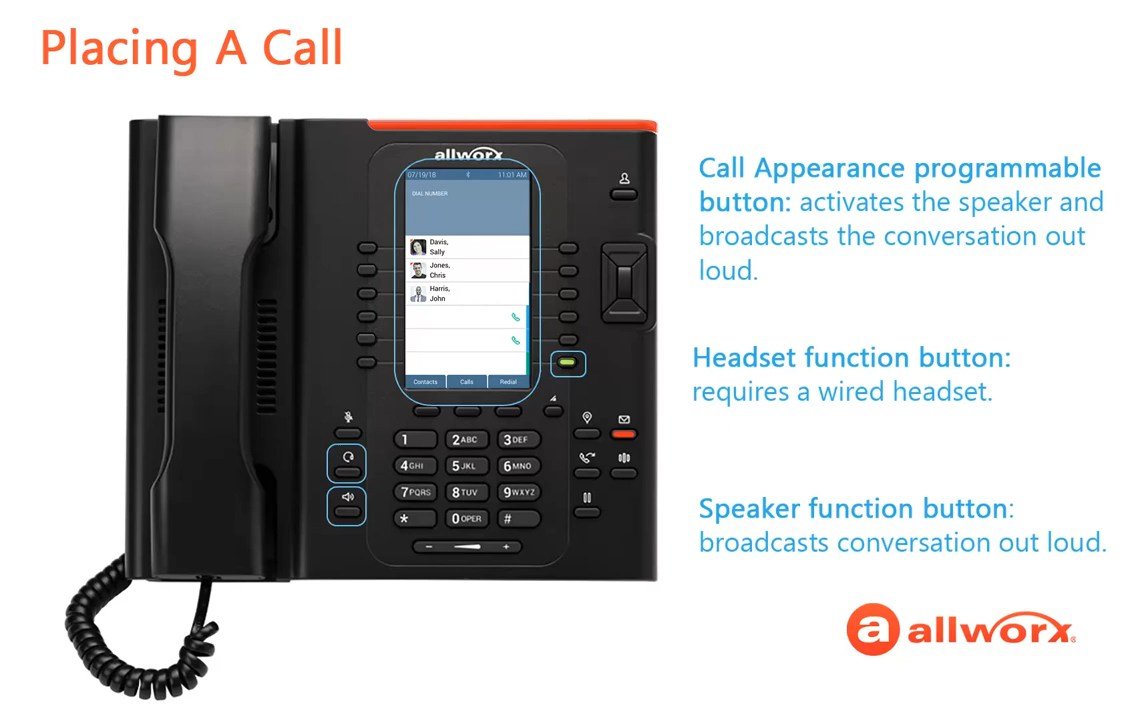 Placing A Call
allworx
07/19/18 11:01 AM
DIAL NUMBER
Davis,
Sally
Jones,
Chris
Harris,
John
Contacts Calls Redial
1 2ABC 3DEF
4GHI 5JKL 6MNO
7PQRS 8TUV 9WXYZ
* 0OPER #
- +
Call Appearance programmable
button: activates the speaker and
broadcasts the conversation out
loud.
Headset function button:
requires a wired headset.
Speaker function button:
broadcasts conversation out loud.
a allworx®